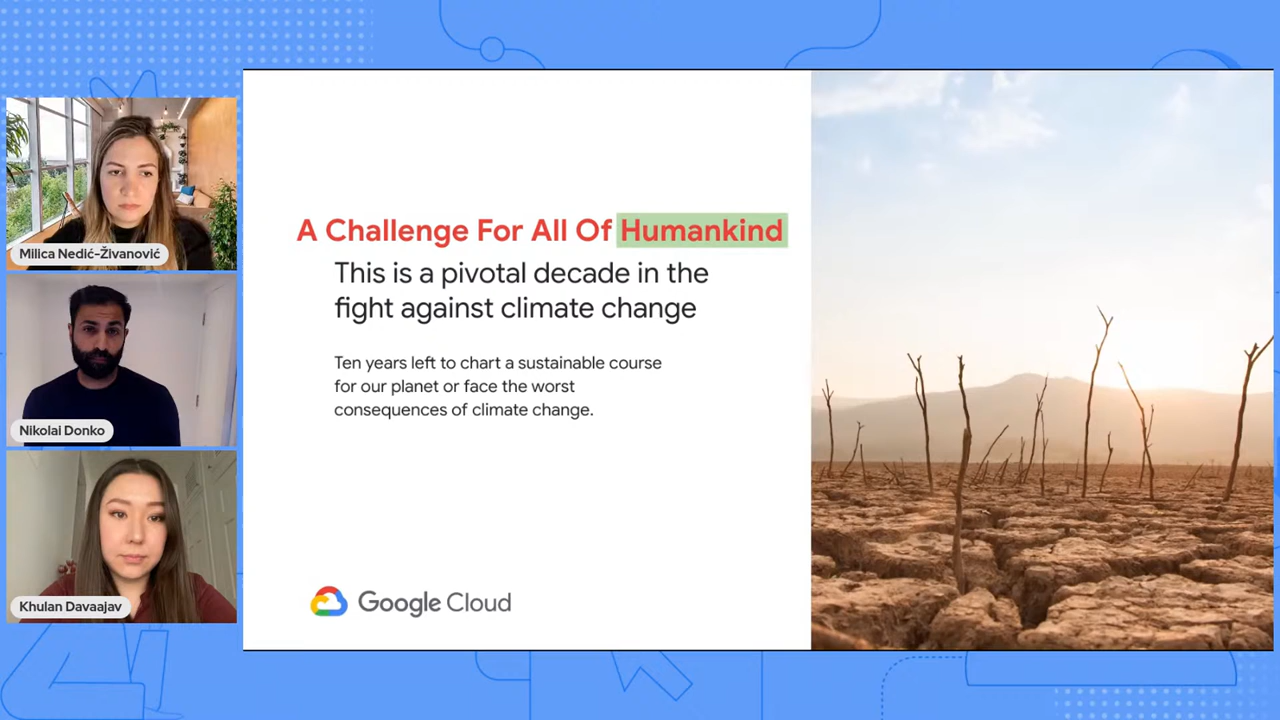 Milica Nedić-Živanović
Nikolai Donko
Khulan Davaajav
A Challenge For All Of Humankind
This is a pivotal decade in the
fight against climate change
Ten years left to chart a sustainable course
for our planet or face the worst
consequences of climate change.
Google Cloud